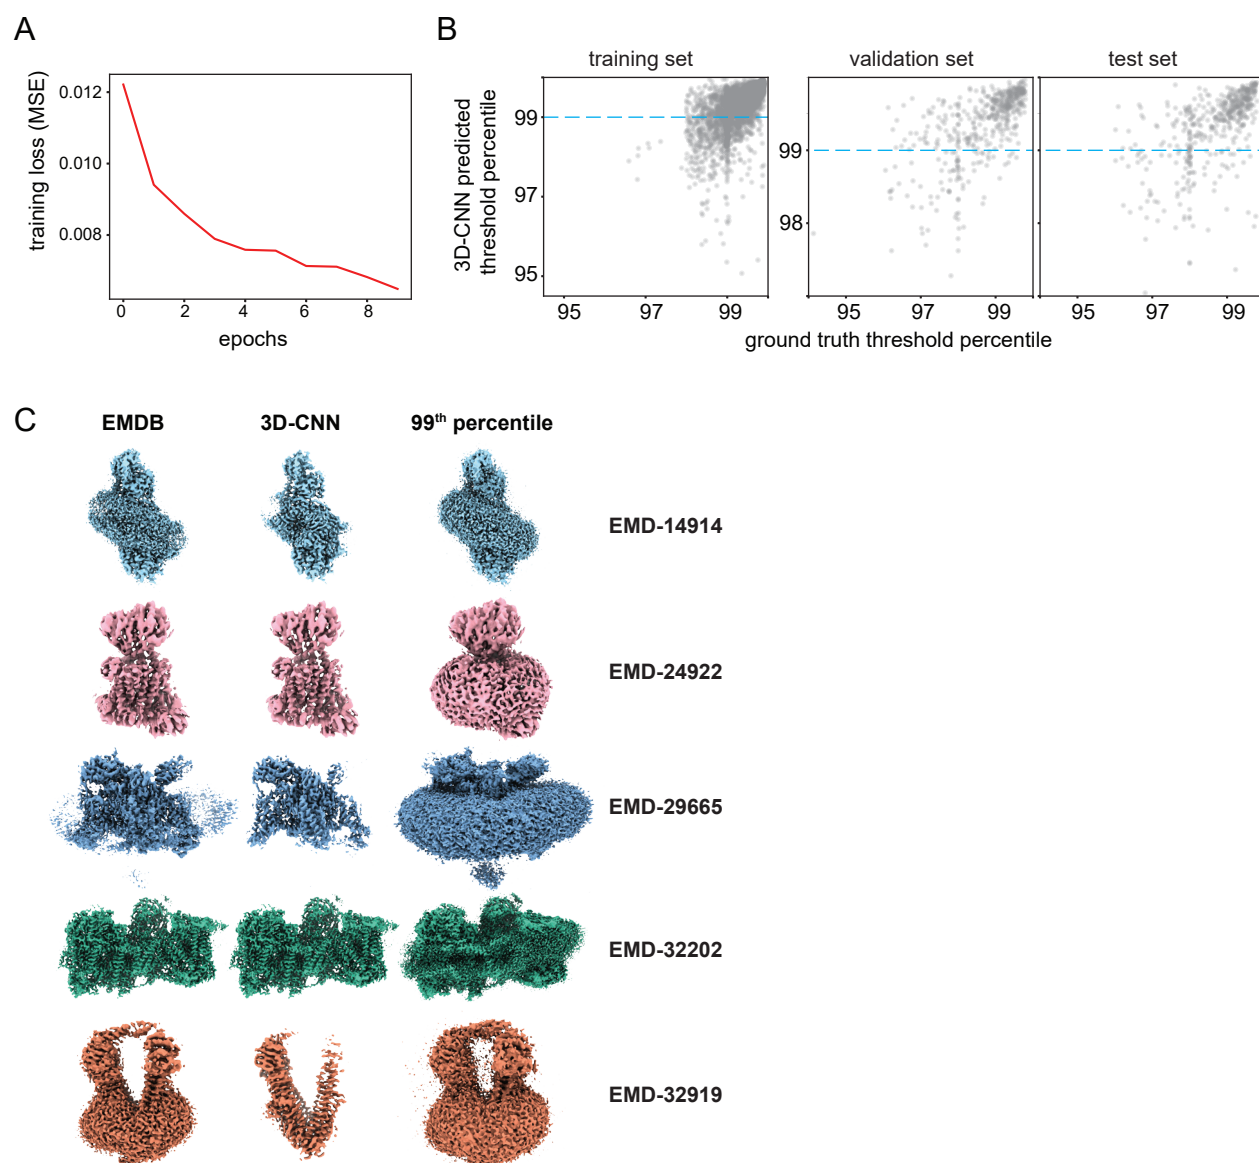 A
training loss (MSE)
0.012
0.010
0.008
0 2 4 6 8
epochs
B
training set validation set test set
3D-CNN predicted
threshold percentile
99
97
95
99
98
95 97 99 95 97 99 95 97 99
ground truth threshold percentile
C
EMDB 3D-CNN 99th percentile
EMD-14914
EMD-24922
EMD-29665
EMD-32202
EMD-32919